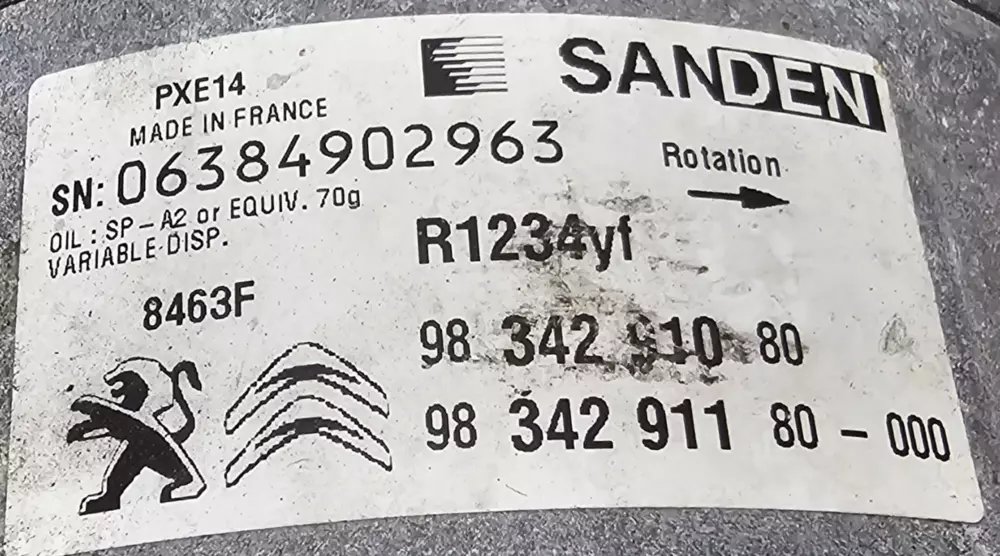 SANDEN
PXE14
MADE IN FRANCE
SN: 06384902963
Rotation
OIL : SP-A2 or EQUIV. 70g
VARIABLE DISP.
R1234yf
8463F
98 342 910 80
98 342 911 80 - 000